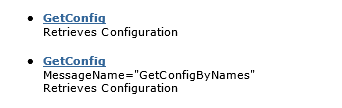 GetConfig
Retrieves Configuration
GetConfig
MessageName="GetConfigByNames"
Retrieves Configuration